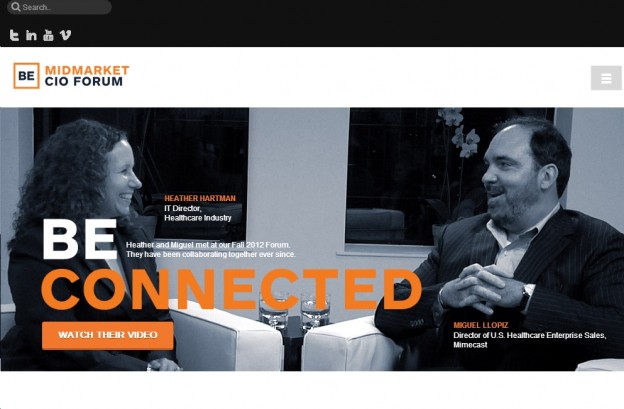 Search..
BE MIDMARKET
CIO FORUM
HEATHER HARTMAN
IT Director,
Healthcare Industry
BE
Heather and Miguel met at our Fall 2012 Forum.
They have been collaborating together ever since.
CONNECTED
WATCH THEIR VIDEO
MIGUEL LLOPIZ
Director of U.S. Healthcare Enterprise Sales,
Mimecast